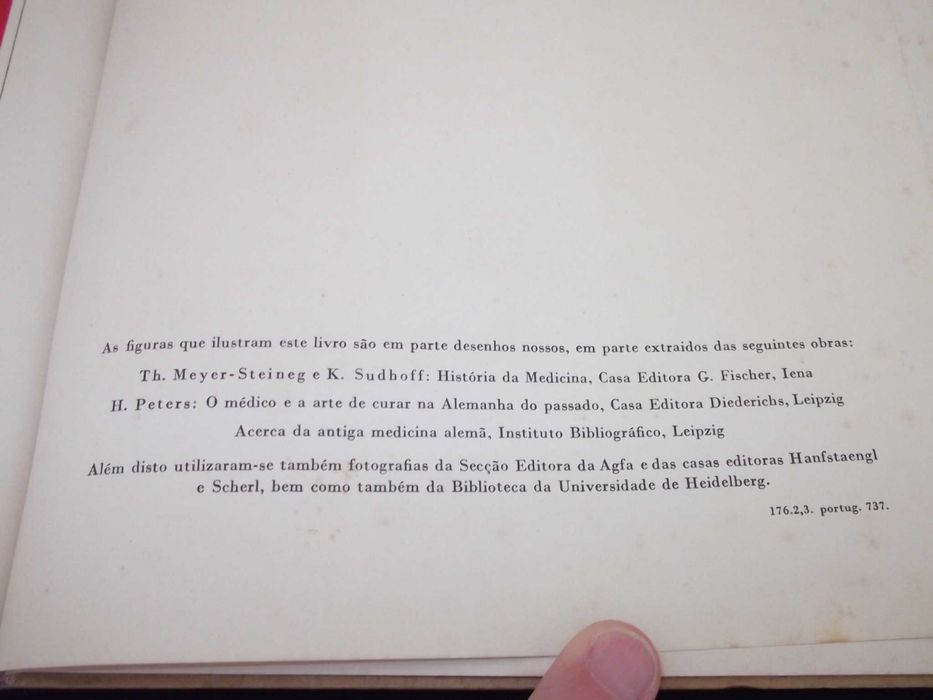 As figuras que ilustram este livro são em parte desenhos nossos, em parte extraidos das seguintes obras:
Th. Meyer-Steineg e K. Sudhoff: História da Medicina, Casa Editora G. Fischer, Iena
H. Peters: O médico e a arte de curar na Alemanha do passado, Casa Editora Diederichs, Leipzig
Acerca da antiga medicina alemã, Instituto Bibliográfico, Leipzig
Além disto utilizaram-se também fotografias da Secção Editora da Agfa e das casas editoras Hanfstaengl
e Scherl, bem como também da Biblioteca da Universidade de Heidelberg.
176.2,3. portug. 737.